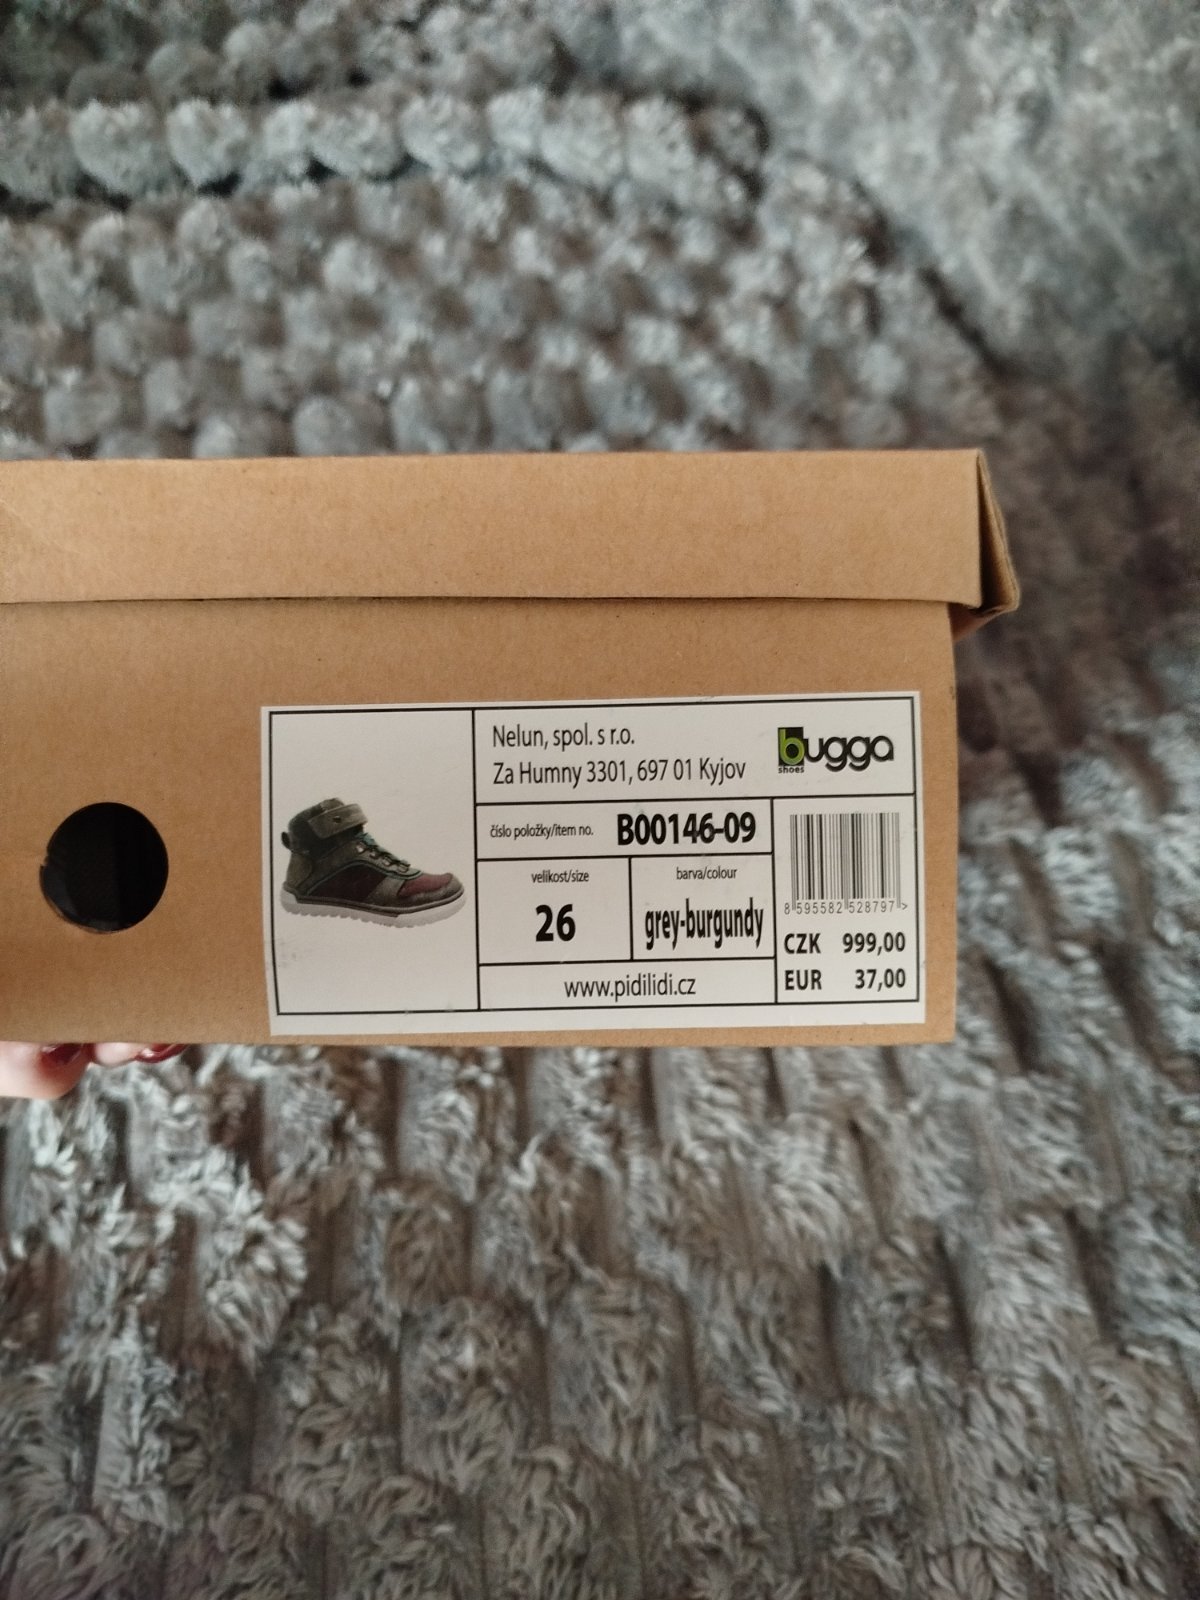 Nelun, spol. s r.o.
Za Humny 3301, 697 01 Kyjov
bugga
shoes
číslo položky/item no. B00146-09
velikost/size
26
barva/colour
grey-burgundy
8 595582 528797 >
CZK 999,00
EUR 37,00
www.pidilidi.cz